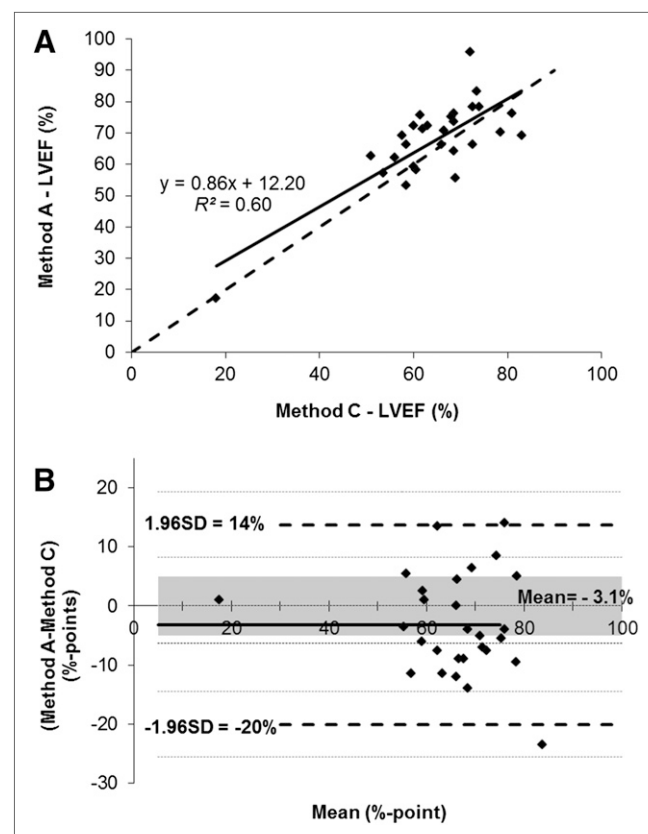 A
100
90
80
70
60
50
40
30
20
10
0
y = 0.86x + 12.20
R² = 0.60
Method A - LVEF (%)
0 20 40 60 80 100
Method C - LVEF (%)
B
20
10
0
-10
-20
-30
1.96SD = 14%
Mean= - 3.1%
-1.96SD = -20%
(Method A-Method C)
(%-points)
0 20 40 60 80 100
Mean (%-point)